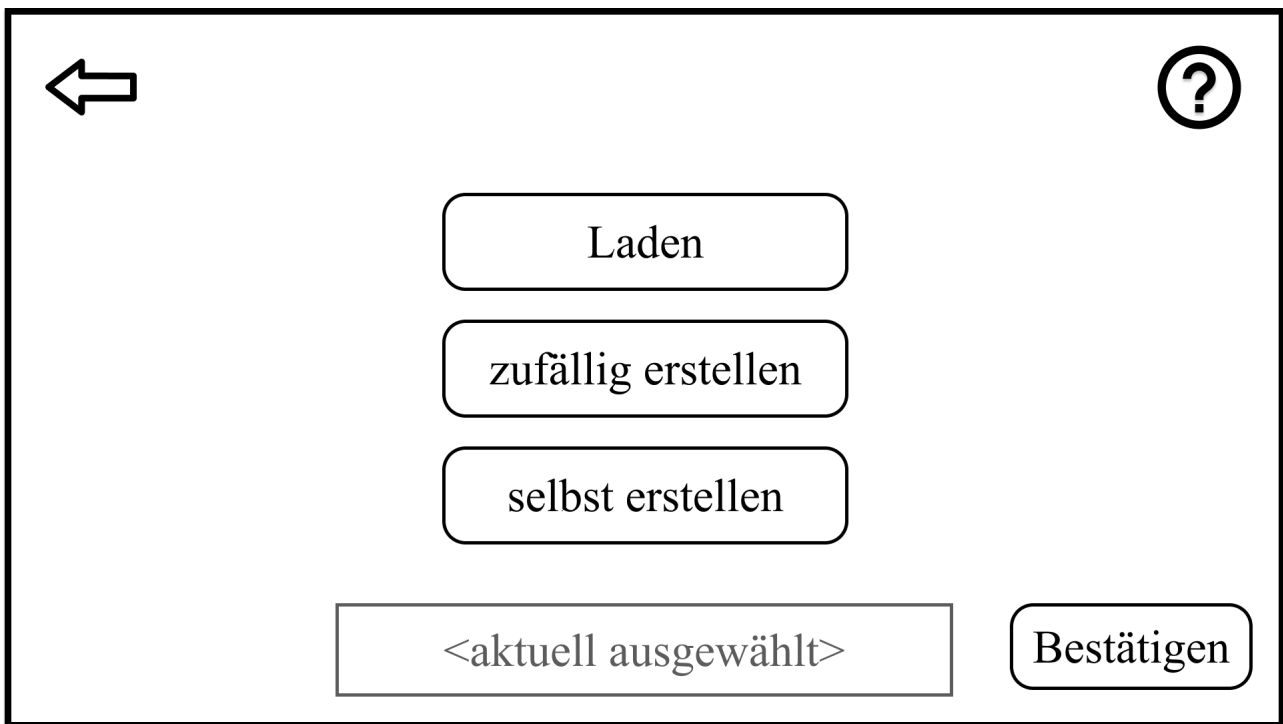 ?
Laden
zufällig erstellen
selbst erstellen
<aktuell ausgewählt>
Bestätigen